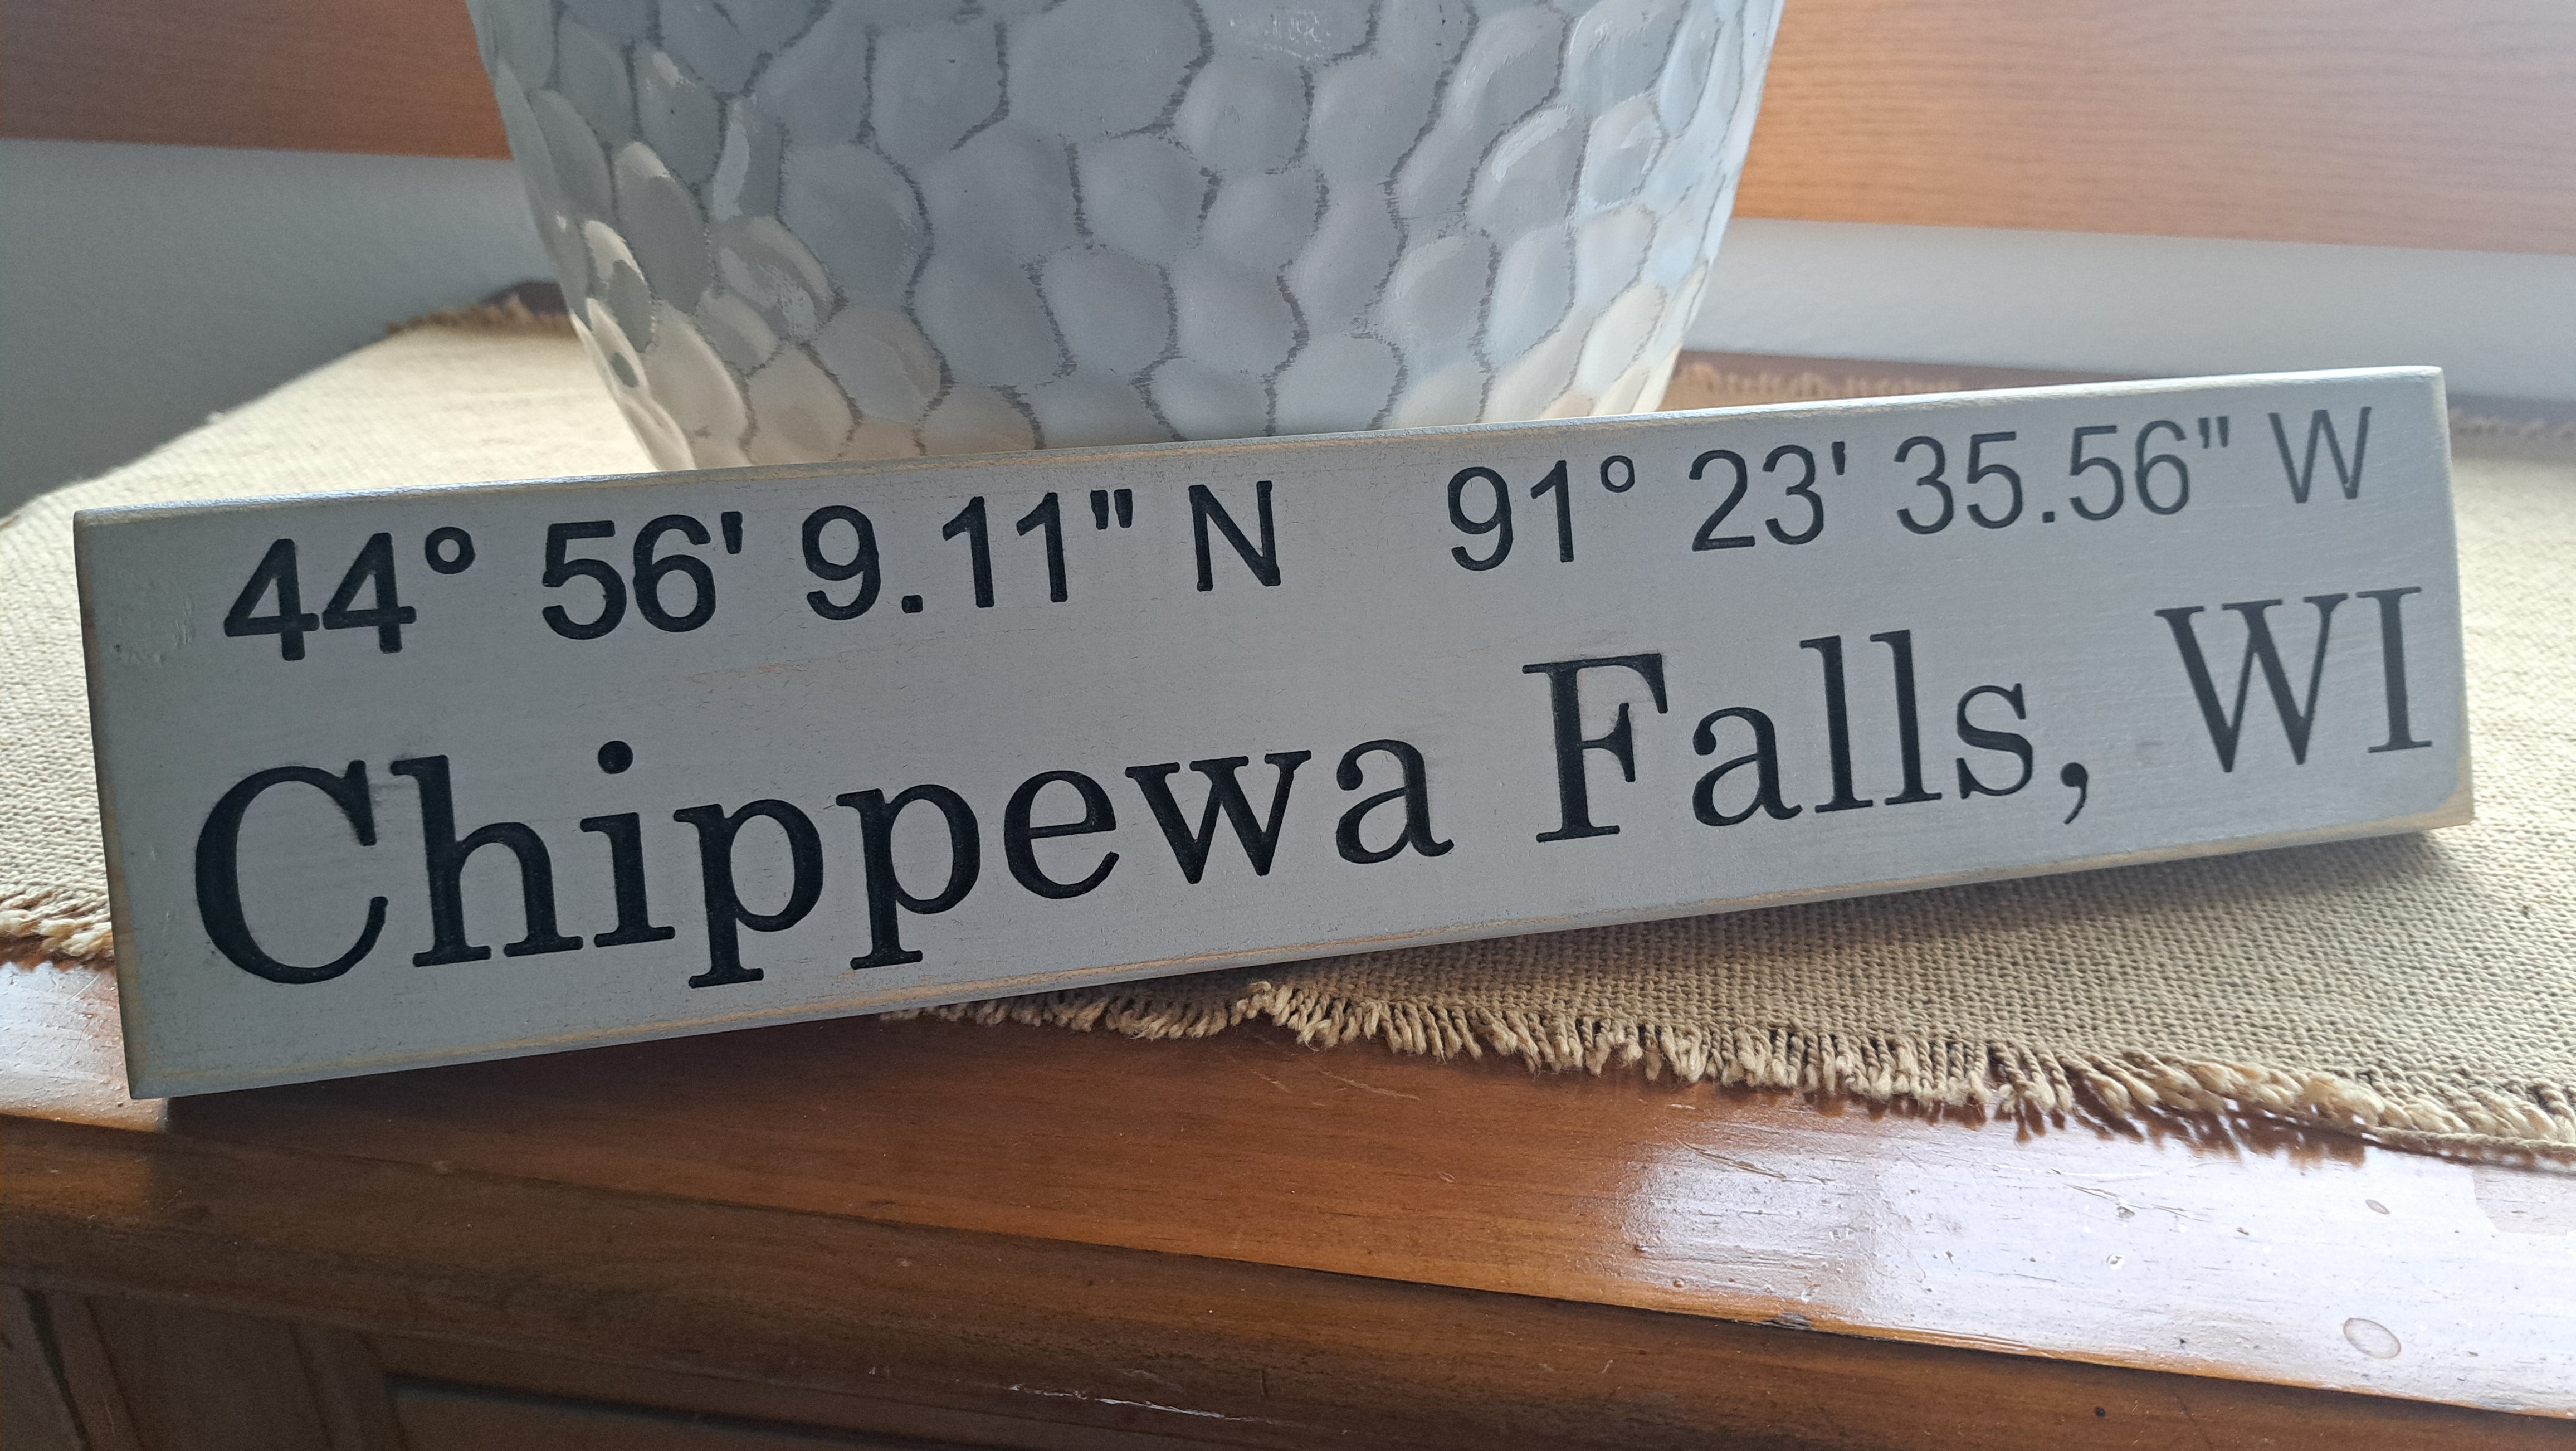 44° 56' 9.11" N 91° 23' 35.56" W
Chippewa Falls, WI